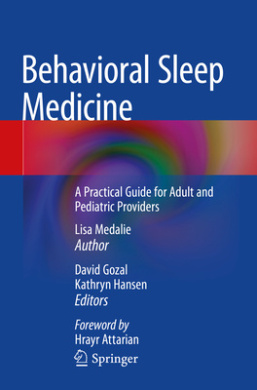 Behavioral Sleep
Medicine
A Practical Guide for Adult and
Pediatric Providers
Lisa Medalie
Author
David Gozal
Kathryn Hansen
Editors
Foreword by
Hrayr Attarian
Springer